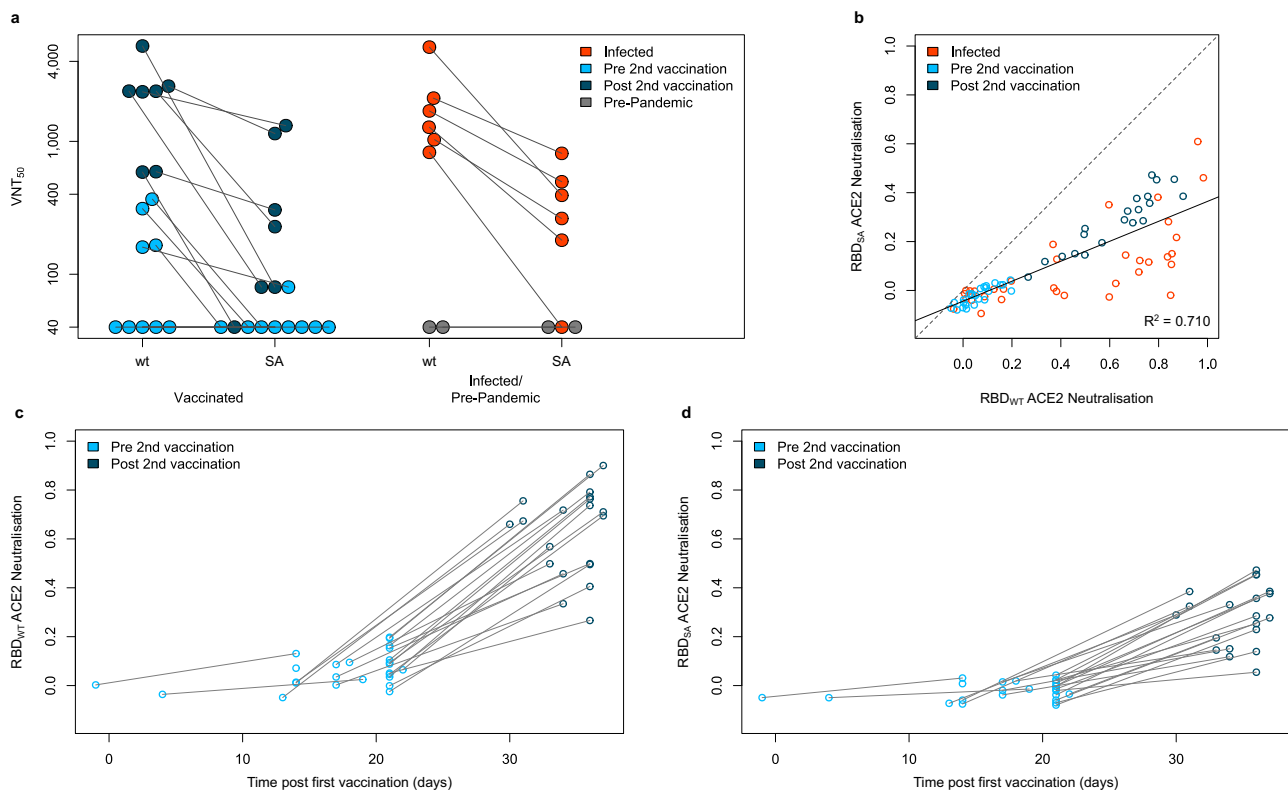 a
VNT50
4,000
1,000
400
100
40
Infected
Pre 2nd vaccination
Post 2nd vaccination
Pre-Pandemic
wt
SA
wt
SA
Vaccinated
Infected/
Pre-Pandemic
b
RBDSA ACE2 Neutralisation
1.0
0.8
0.6
0.4
0.2
0.0
Infected
Pre 2nd vaccination
Post 2nd vaccination
R2 = 0.710
0.0 0.2 0.4 0.6 0.8 1.0
RBDWT ACE2 Neutralisation
c
RBDWT ACE2 Neutralisation
1.0
0.8
0.6
0.4
0.2
0.0
Pre 2nd vaccination
Post 2nd vaccination
0 10 20 30
Time post first vaccination (days)
d
RBDSA ACE2 Neutralisation
1.0
0.8
0.6
0.4
0.2
0.0
Pre 2nd vaccination
Post 2nd vaccination
0 10 20 30
Time post first vaccination (days)